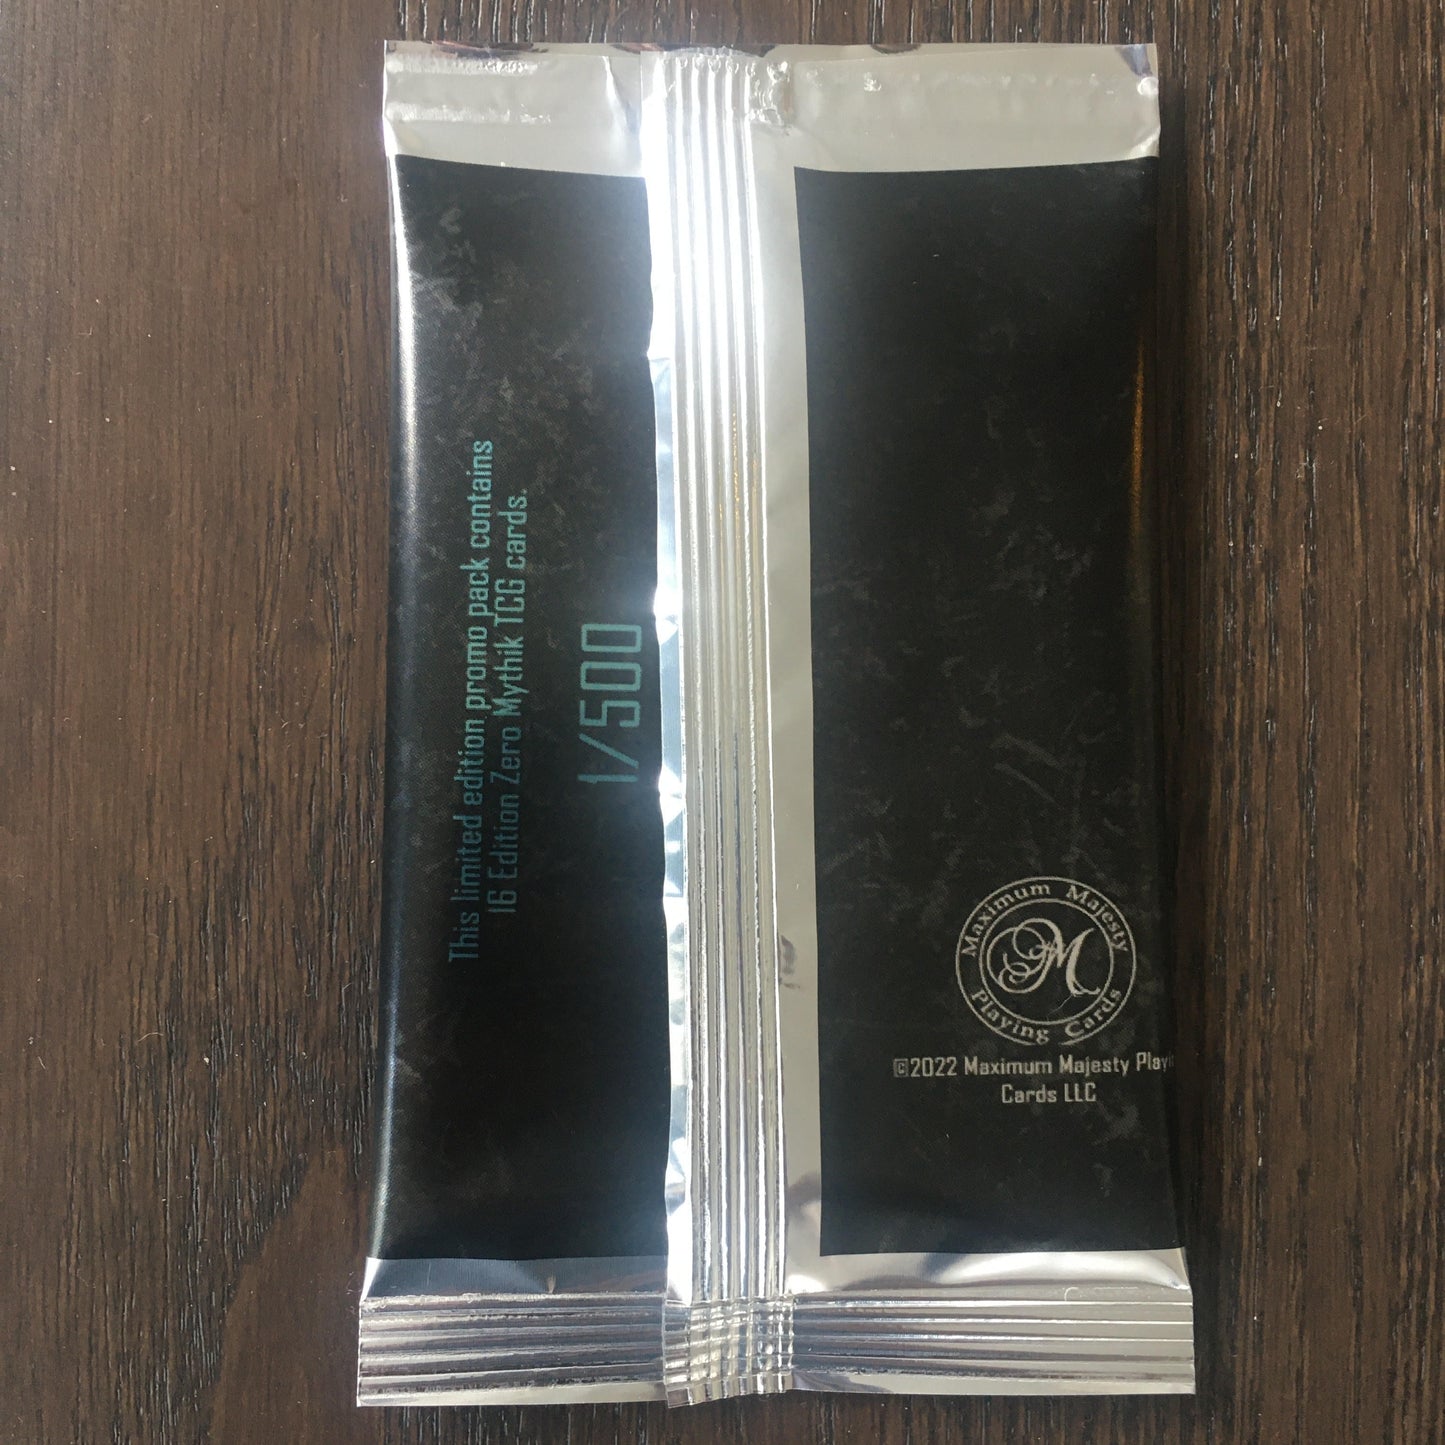 This limited edition promo pack contains
16 Edition Zero Mythik TCG cards.
1/500
Maximum Majesty
M
Playing Cards
©2022 Maximum Majesty
Cards LLC